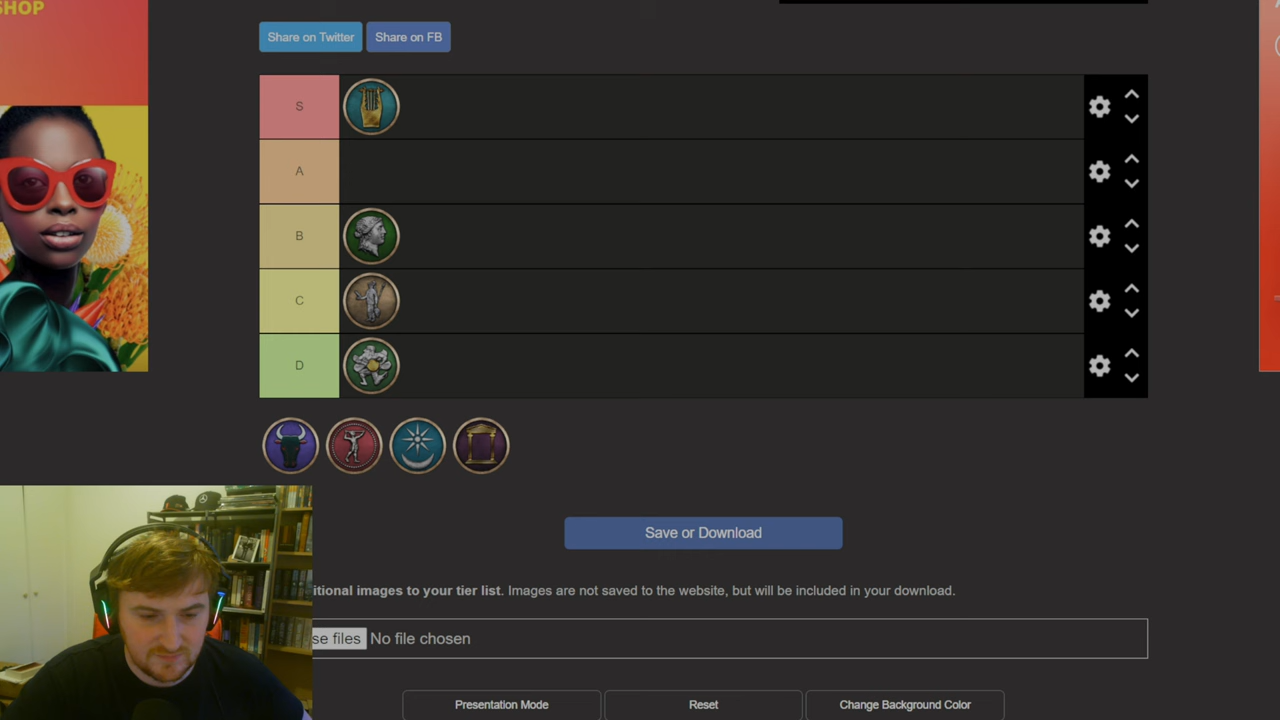 SHOP
Share on Twitter
Share on FB
S
A
B
C
D
Save or Download
itional images to your tier list. Images are not saved to the website, but will be included in your download.
se files No file chosen
Presentation Mode
Reset
Change Background Color